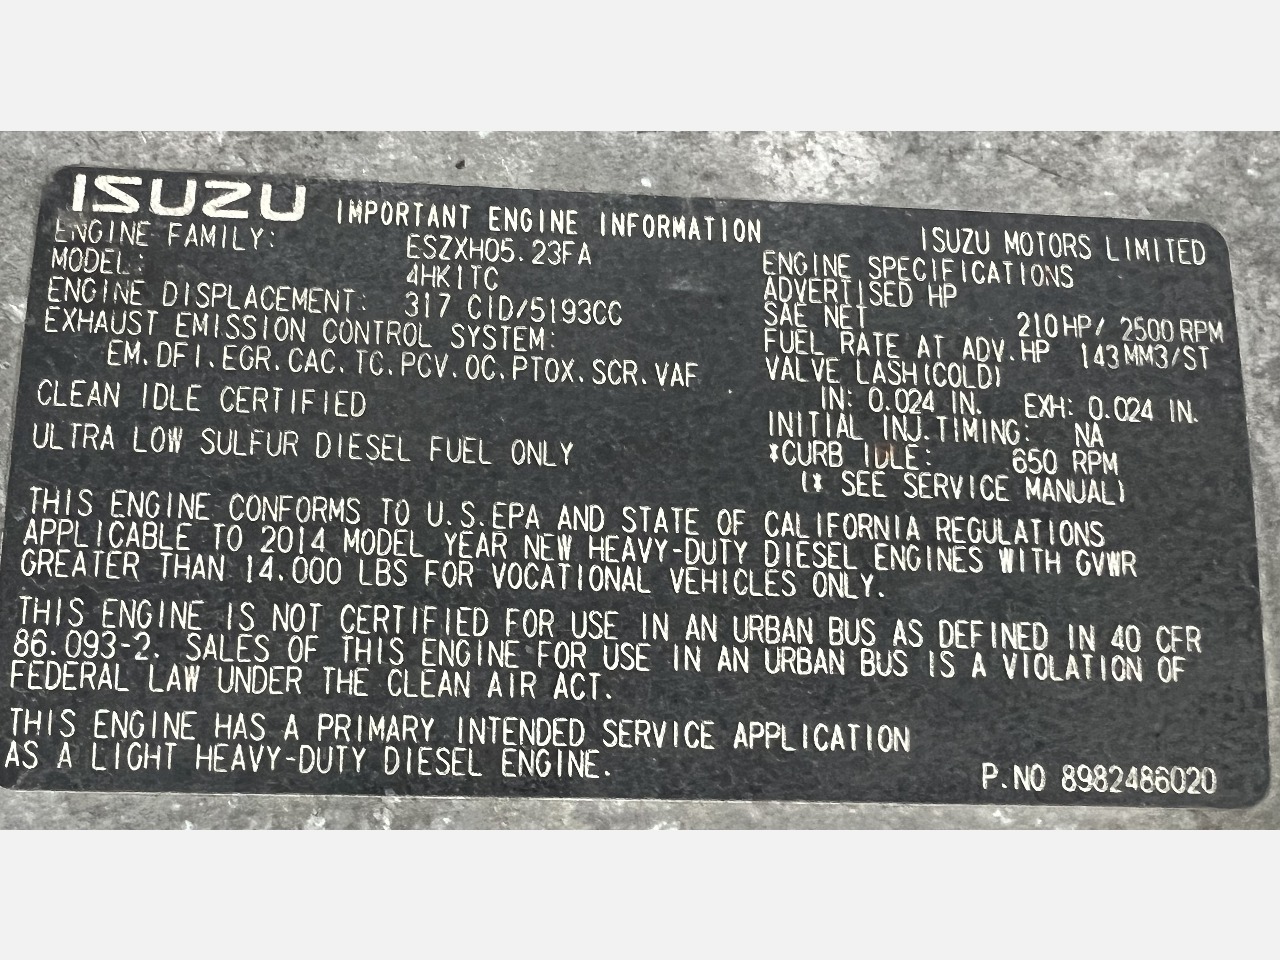 ISUZU IMPORTANT ENGINE INFORMATION
ISUZU MOTORS LIMITED
ENGINE FAMILY: ESZXH05.23FA
MODEL: 4HK1TC
ENGINE DISPLACEMENT: 317 CID/5193CC
EXHAUST EMISSION CONTROL SYSTEM:
EM.DFI.EGR.CAC.TC.PCV.OC.PTOX.SCR.VAF
CLEAN IDLE CERTIFIED
ULTRA LOW SULFUR DIESEL FUEL ONLY
ENGINE SPECIFICATIONS
ADVERTISED HP
SAE NET 210HP/ 2500RPM
FUEL RATE AT ADV.HP 143MM3/ST
VALVE LASH(COLD)
IN: 0.024 IN. EXH: 0.024 IN.
INITIAL INJ.TIMING: NA
*CURB IDLE: 650 RPM
(* SEE SERVICE MANUAL)
THIS ENGINE CONFORMS TO U.S.EPA AND STATE OF CALIFORNIA REGULATIONS
APPLICABLE TO 2014 MODEL YEAR NEW HEAVY-DUTY DIESEL ENGINES WITH GVWR
GREATER THAN 14.000 LBS FOR VOCATIONAL VEHICLES ONLY.
THIS ENGINE IS NOT CERTIFIED FOR USE IN AN URBAN BUS AS DEFINED IN 40 CFR
86.093-2. SALES OF THIS ENGINE FOR USE IN AN URBAN BUS IS A VIOLATION OF
FEDERAL LAW UNDER THE CLEAN AIR ACT.
THIS ENGINE HAS A PRIMARY INTENDED SERVICE APPLICATION
AS A LIGHT HEAVY-DUTY DIESEL ENGINE.
P.NO 8982486020